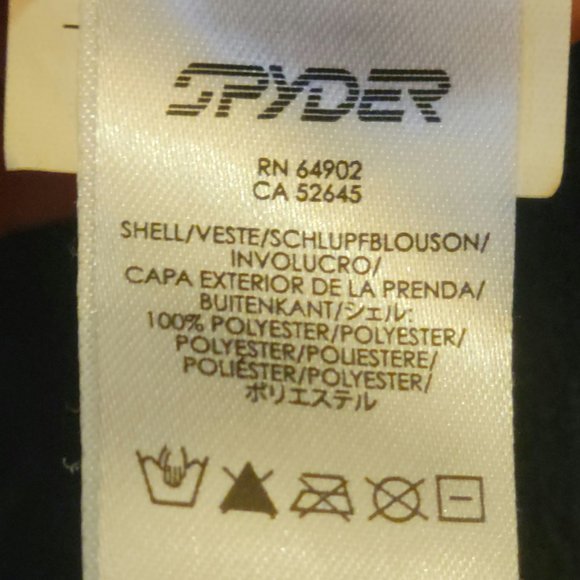 SPYDER
RN 64902
CA 52645
SHELL/VESTE/SCHLUPFBLOUSON/
INVOLUCRO/
CAPA EXTERIOR DE LA PRENDA/
BUITENKANT/シェル:
100% POLYESTER/POLYESTER/
POLYESTER/POLIESTERE/
POLIÉSTER/POLYESTER/
ポリエステル